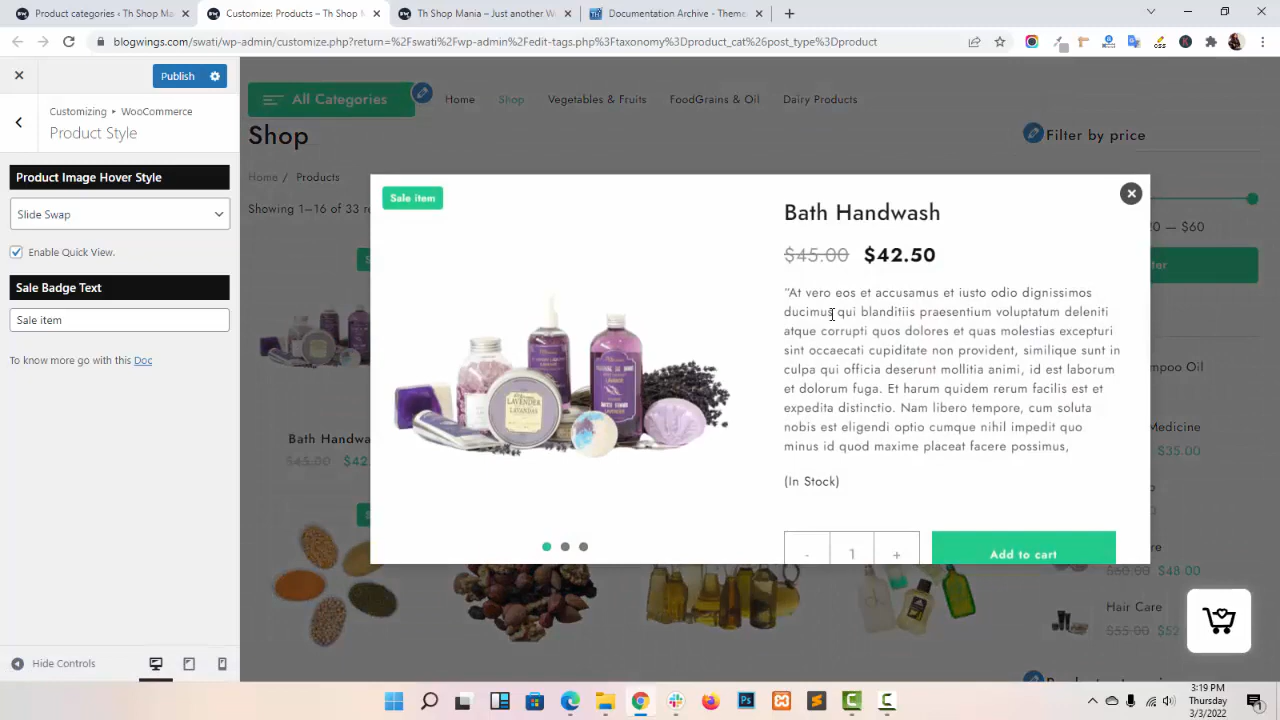 Product categories ‹ Th Shop M
Customize: Products – Th Shop
Th Shop Mania – Just another W
Documentation Archive - Theme
blogwings.com/swati/wp-admin/customize.php?return=%2Fswati%2Fwp-admin%2Fedit-tags.php%3Ftaxonomy%3Dproduct_cat%26post_type%3Dproduct
Publish
Customizing ▸ WooCommerce
Product Style
Product Image Hover Style
Slide Swap
Enable Quick View.
Sale Badge Text
Sale item
To know more go with this Doc
Hide Controls
All Categories
Home
Shop
Vegetables & Fruits
FoodGrains & Oil
Dairy Products
Shop
Filter by price
Home / Products
Showing 1–16 of 33 r
— $60
Bath Handwa
$45.00 $42.
Medicine
$35.00
$60.00 $48.00
Hair Care
$55.00 $52
Sale item
Bath Handwash
$45.00 $42.50
“At vero eos et accusamus et iusto odio dignissimos
ducimus qui blanditiis praesentium voluptatum deleniti
atque corrupti quos dolores et quas molestias excepturi
sint occaecati cupiditate non provident, similique sunt in
culpa qui officia deserunt mollitia animi, id est laborum
et dolorum fuga. Et harum quidem rerum facilis est et
expedita distinctio. Nam libero tempore, cum soluta
nobis est eligendi optio cumque nihil impedit quo
minus id quod maxime placeat facere possimus,
(In Stock)
- 1 +
Add to cart
3:19 PM
Thursday
3/3/2022